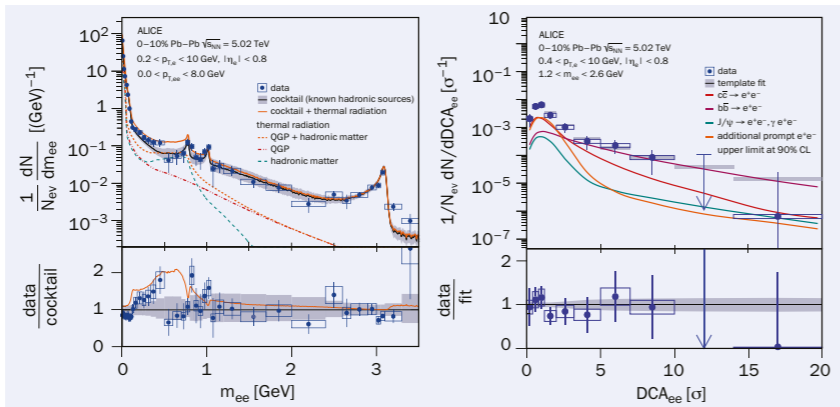 ALICE
0–10% Pb–Pb √sNN = 5.02 TeV
0.2 < pT,e < 10 GeV, |ηe| < 0.8
0.0 < pT,ee < 8.0 GeV
data
cocktail (known hadronic sources)
cocktail + thermal radiation
thermal radiation
QGP + hadronic matter
QGP
hadronic matter
1/Nev dN/dmee [(GeV)⁻¹]
10²
10
1
10⁻¹
10⁻²
10⁻³
data/cocktail
2
1
0
0 1 2 3
mee [GeV]
ALICE
0–10% Pb–Pb √sNN = 5.02 TeV
0.4 < pT,e < 10 GeV, |ηe| < 0.8
1.2 < mee < 2.6 GeV
data
template fit
cc̄ → e⁺e⁻
bb̄ → e⁺e⁻
J/ψ → e⁺e⁻, γ e⁺e⁻
additional prompt e⁺e⁻
upper limit at 90% CL
1/Nev dN/dDCAee [σ⁻¹]
10
10⁻¹
10⁻³
10⁻⁵
10⁻⁷
data/fit
2
1
0
0 5 10 15 20
DCAee [σ]